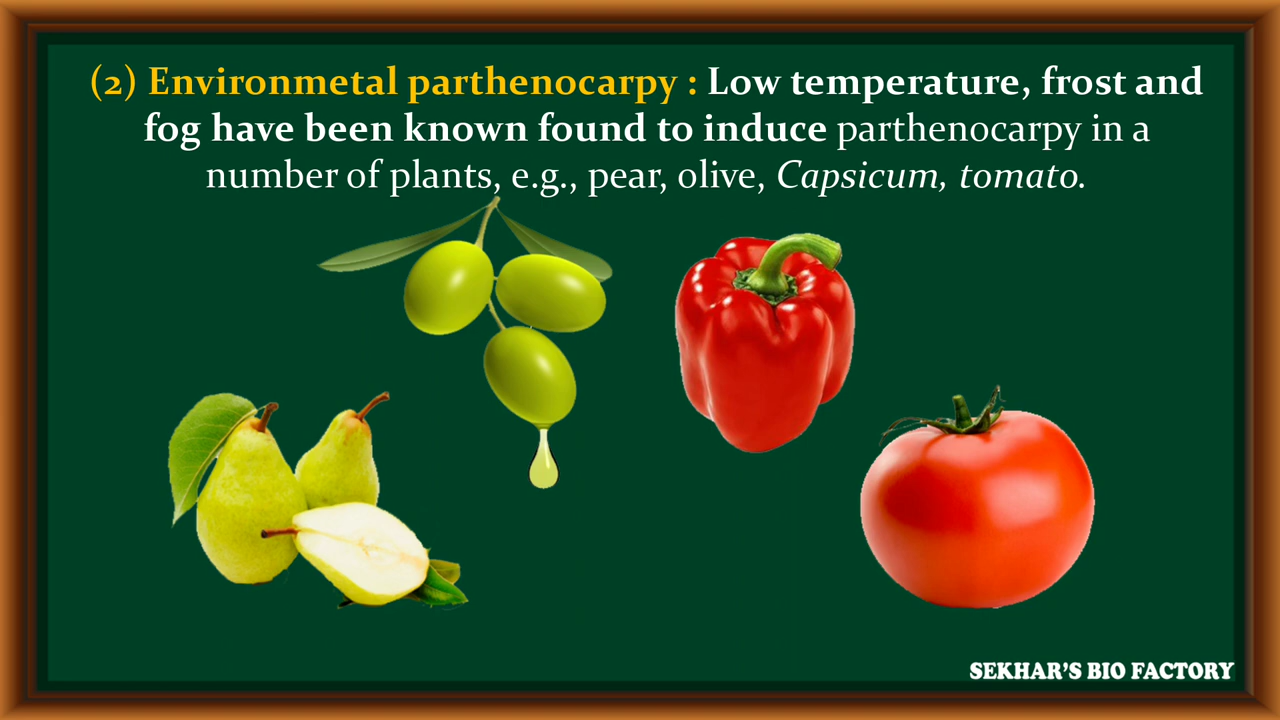 (2) Environmetal parthenocarpy : Low temperature, frost and
fog have been known found to induce parthenocarpy in a
number of plants, e.g., pear, olive, Capsicum, tomato.
SEKHAR'S BIO FACTORY